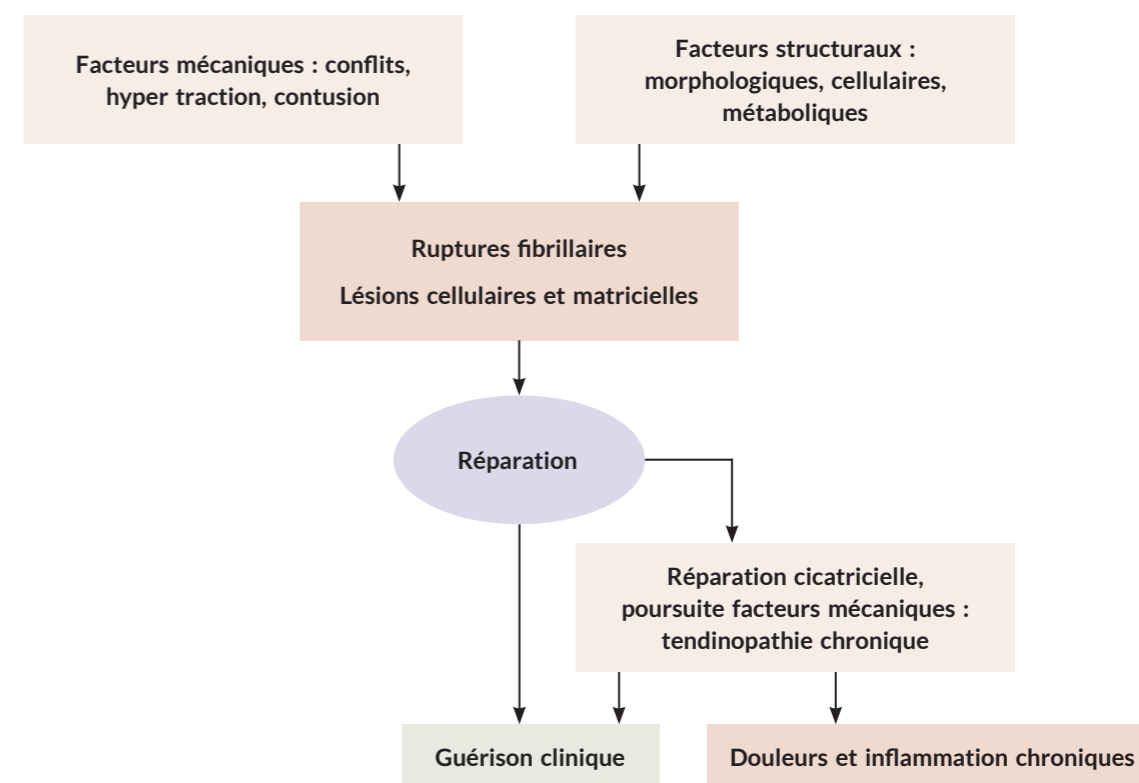 Facteurs mécaniques : conflits,
hyper traction, contusion
Facteurs structuraux :
morphologiques, cellulaires,
métaboliques
Ruptures fibrillaires
Lésions cellulaires et matricielles
Réparation
Réparation cicatricielle,
poursuite facteurs mécaniques :
tendinopathie chronique
Guérison clinique
Douleurs et inflammation chroniques